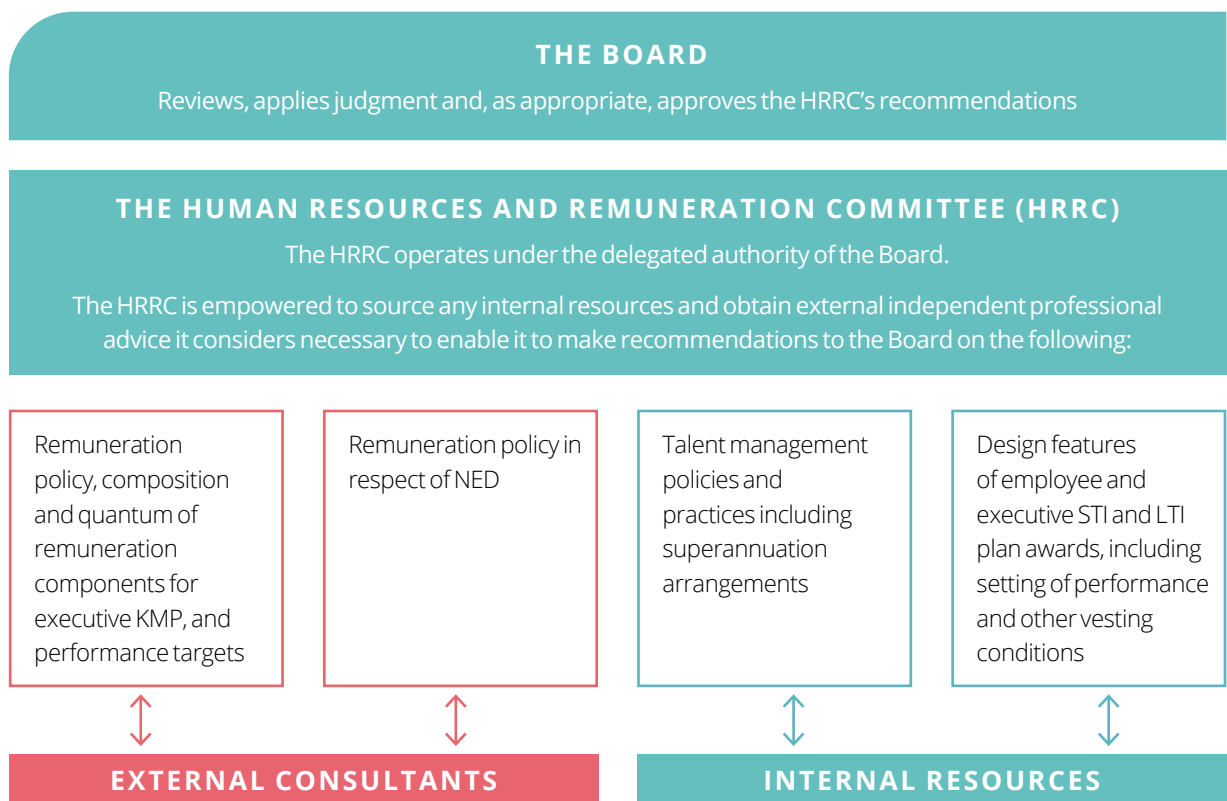 THE BOARD
Reviews, applies judgment and, as appropriate, approves the HRRC's recommendations
THE HUMAN RESOURCES AND REMUNERATION COMMITTEE (HRRC)
The HRRC operates under the delegated authority of the Board.
The HRRC is empowered to source any internal resources and obtain external independent professional
advice it considers necessary to enable it to make recommendations to the Board on the following:
Remuneration
policy, composition
and quantum of
remuneration
components for
executive KMP, and
performance targets
Remuneration policy in
respect of NED
Talent management
policies and
practices including
superannuation
arrangements
Design features
of employee and
executive STI and LTI
plan awards, including
setting of performance
and other vesting
conditions
EXTERNAL CONSULTANTS
INTERNAL RESOURCES